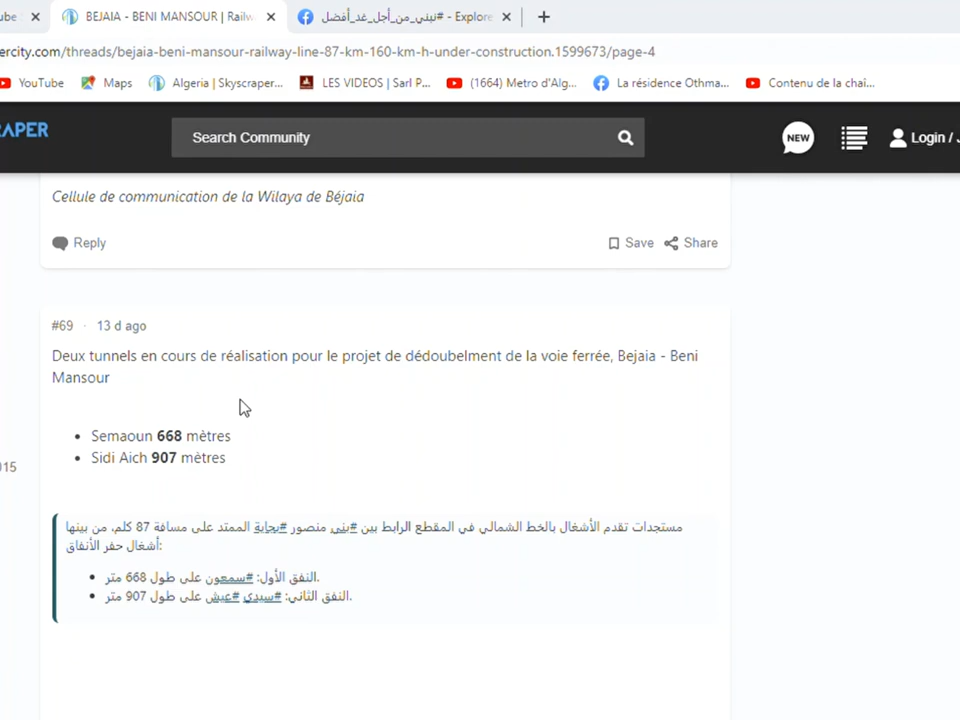 ube
BEJAIA - BENI MANSOUR | Railw
#نبني_من_أجل_غد_أفضل - Explore
ercity.com/threads/bejaia-beni-mansour-railway-line-87-km-160-km-h-under-construction.1599673/page-4
YouTube
Maps
Algeria | Skyscraper...
LES VIDEOS | Sarl P...
(1664) Metro d'Alg...
La résidence Othma...
Contenu de la chai...
RAPER
Search Community
NEW
Login /
Cellule de communication de la Wilaya de Béjaia
Reply
Save
Share
#69 · 13 d ago
Deux tunnels en cours de réalisation pour le projet de dédoubelment de la voie ferrée, Bejaia - Beni
Mansour
• Semaoun 668 mètres
• Sidi Aich 907 mètres
015
مستجدات تقدم الأشغال بالخط الشمالي في المقطع الرابط بين #بني منصور #بجاية الممتد على مسافة 87 كلم، من بينها
أشغال حفر الأنفاق:
• النفق الأول: #سمعون على طول 668 متر.
• النفق الثاني: #سيدي #عيش على طول 907 متر.